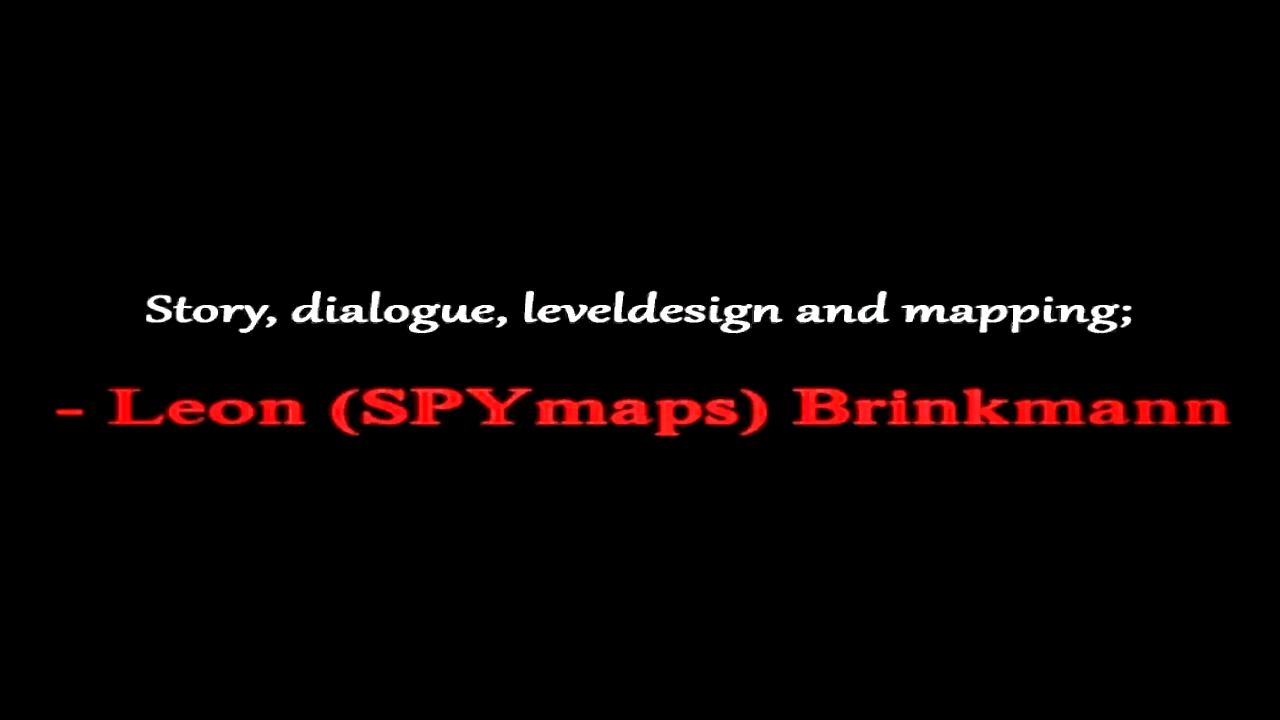 Story, dialogue, leveldesign and mapping;
- Leon (SPYmaps) Brinkmann